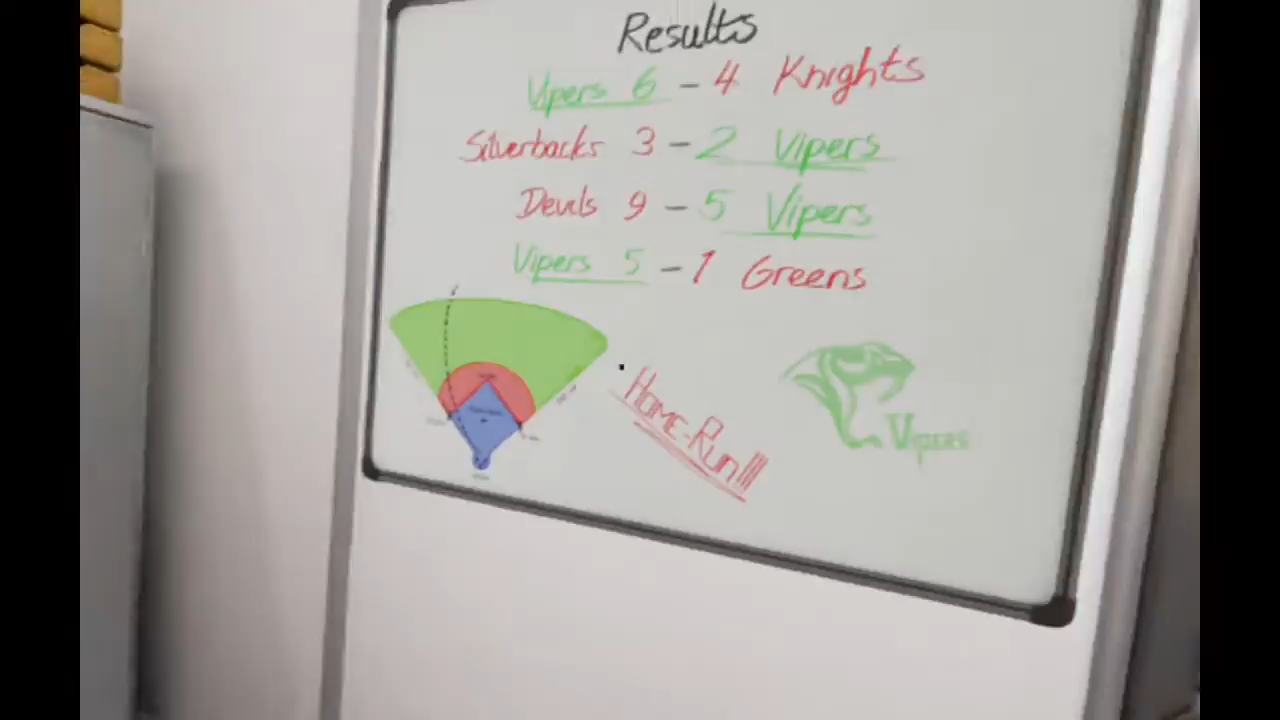 Results
Vipers 6 - 4 Knights
Silverbacks 3 - 2 Vipers
Devils 9 - 5 Vipers
Vipers 5 - 1 Greens
HOME-RUN!!!
VIPERS